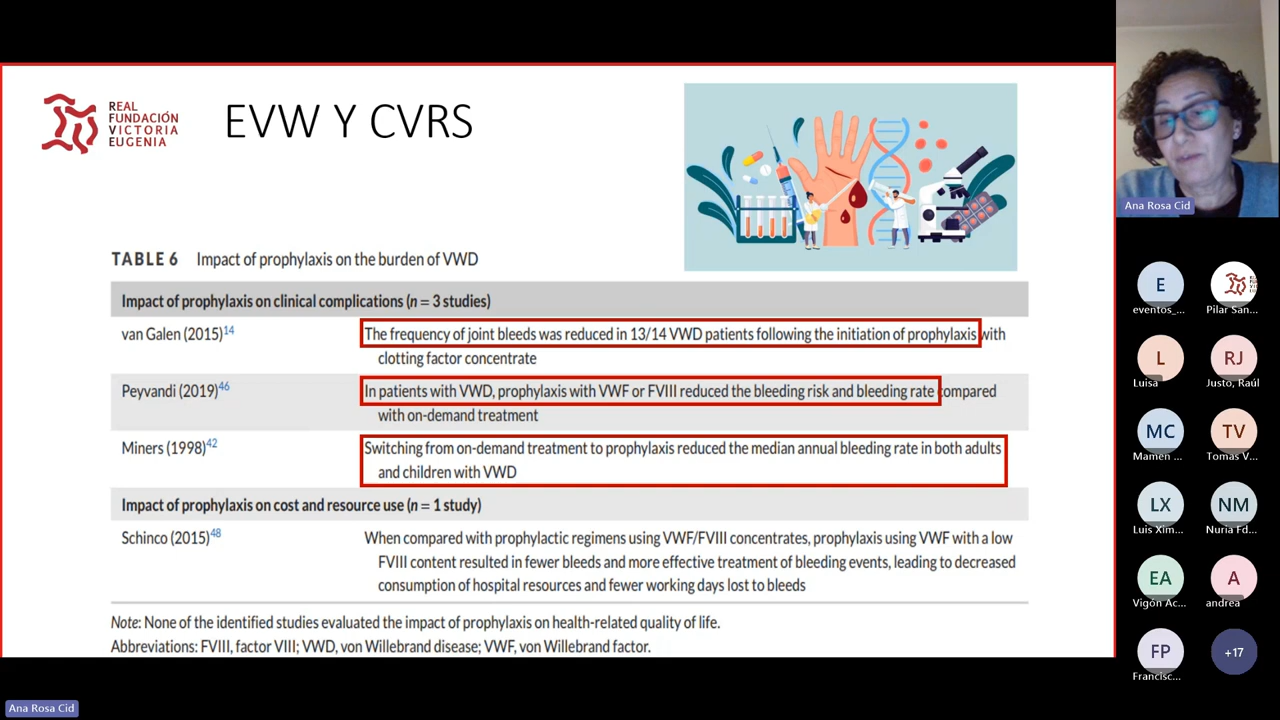 REAL
FUNDACIÓN
VICTORIA
EUGENIA
EVW Y CVRS
TABLE 6 Impact of prophylaxis on the burden of VWD
Impact of prophylaxis on clinical complications (n = 3 studies)
van Galen (2015)14 The frequency of joint bleeds was reduced in 13/14 VWD patients following the initiation of prophylaxis with
clotting factor concentrate
Peyvandi (2019)46 In patients with VWD, prophylaxis with VWF or FVIII reduced the bleeding risk and bleeding rate compared
with on-demand treatment
Miners (1998)42 Switching from on-demand treatment to prophylaxis reduced the median annual bleeding rate in both adults
and children with VWD
Impact of prophylaxis on cost and resource use (n = 1 study)
Schinco (2015)48 When compared with prophylactic regimens using VWF/FVIII concentrates, prophylaxis using VWF with a low
FVIII content resulted in fewer bleeds and more effective treatment of bleeding events, leading to decreased
consumption of hospital resources and fewer working days lost to bleeds
Note: None of the identified studies evaluated the impact of prophylaxis on health-related quality of life.
Abbreviations: FVIII, factor VIII; VWD, von Willebrand disease; VWF, von Willebrand factor.
Ana Rosa Cid
E
eventos_...
Pilar San...
L
Luisa
RJ
Justo, Raúl
MC
Mamen ...
TV
Tomas V...
LX
Luis Xim...
NM
Nuria Fd...
EA
Vigón Ac...
A
andrea
FP
Francisc...
+17
Ana Rosa Cid